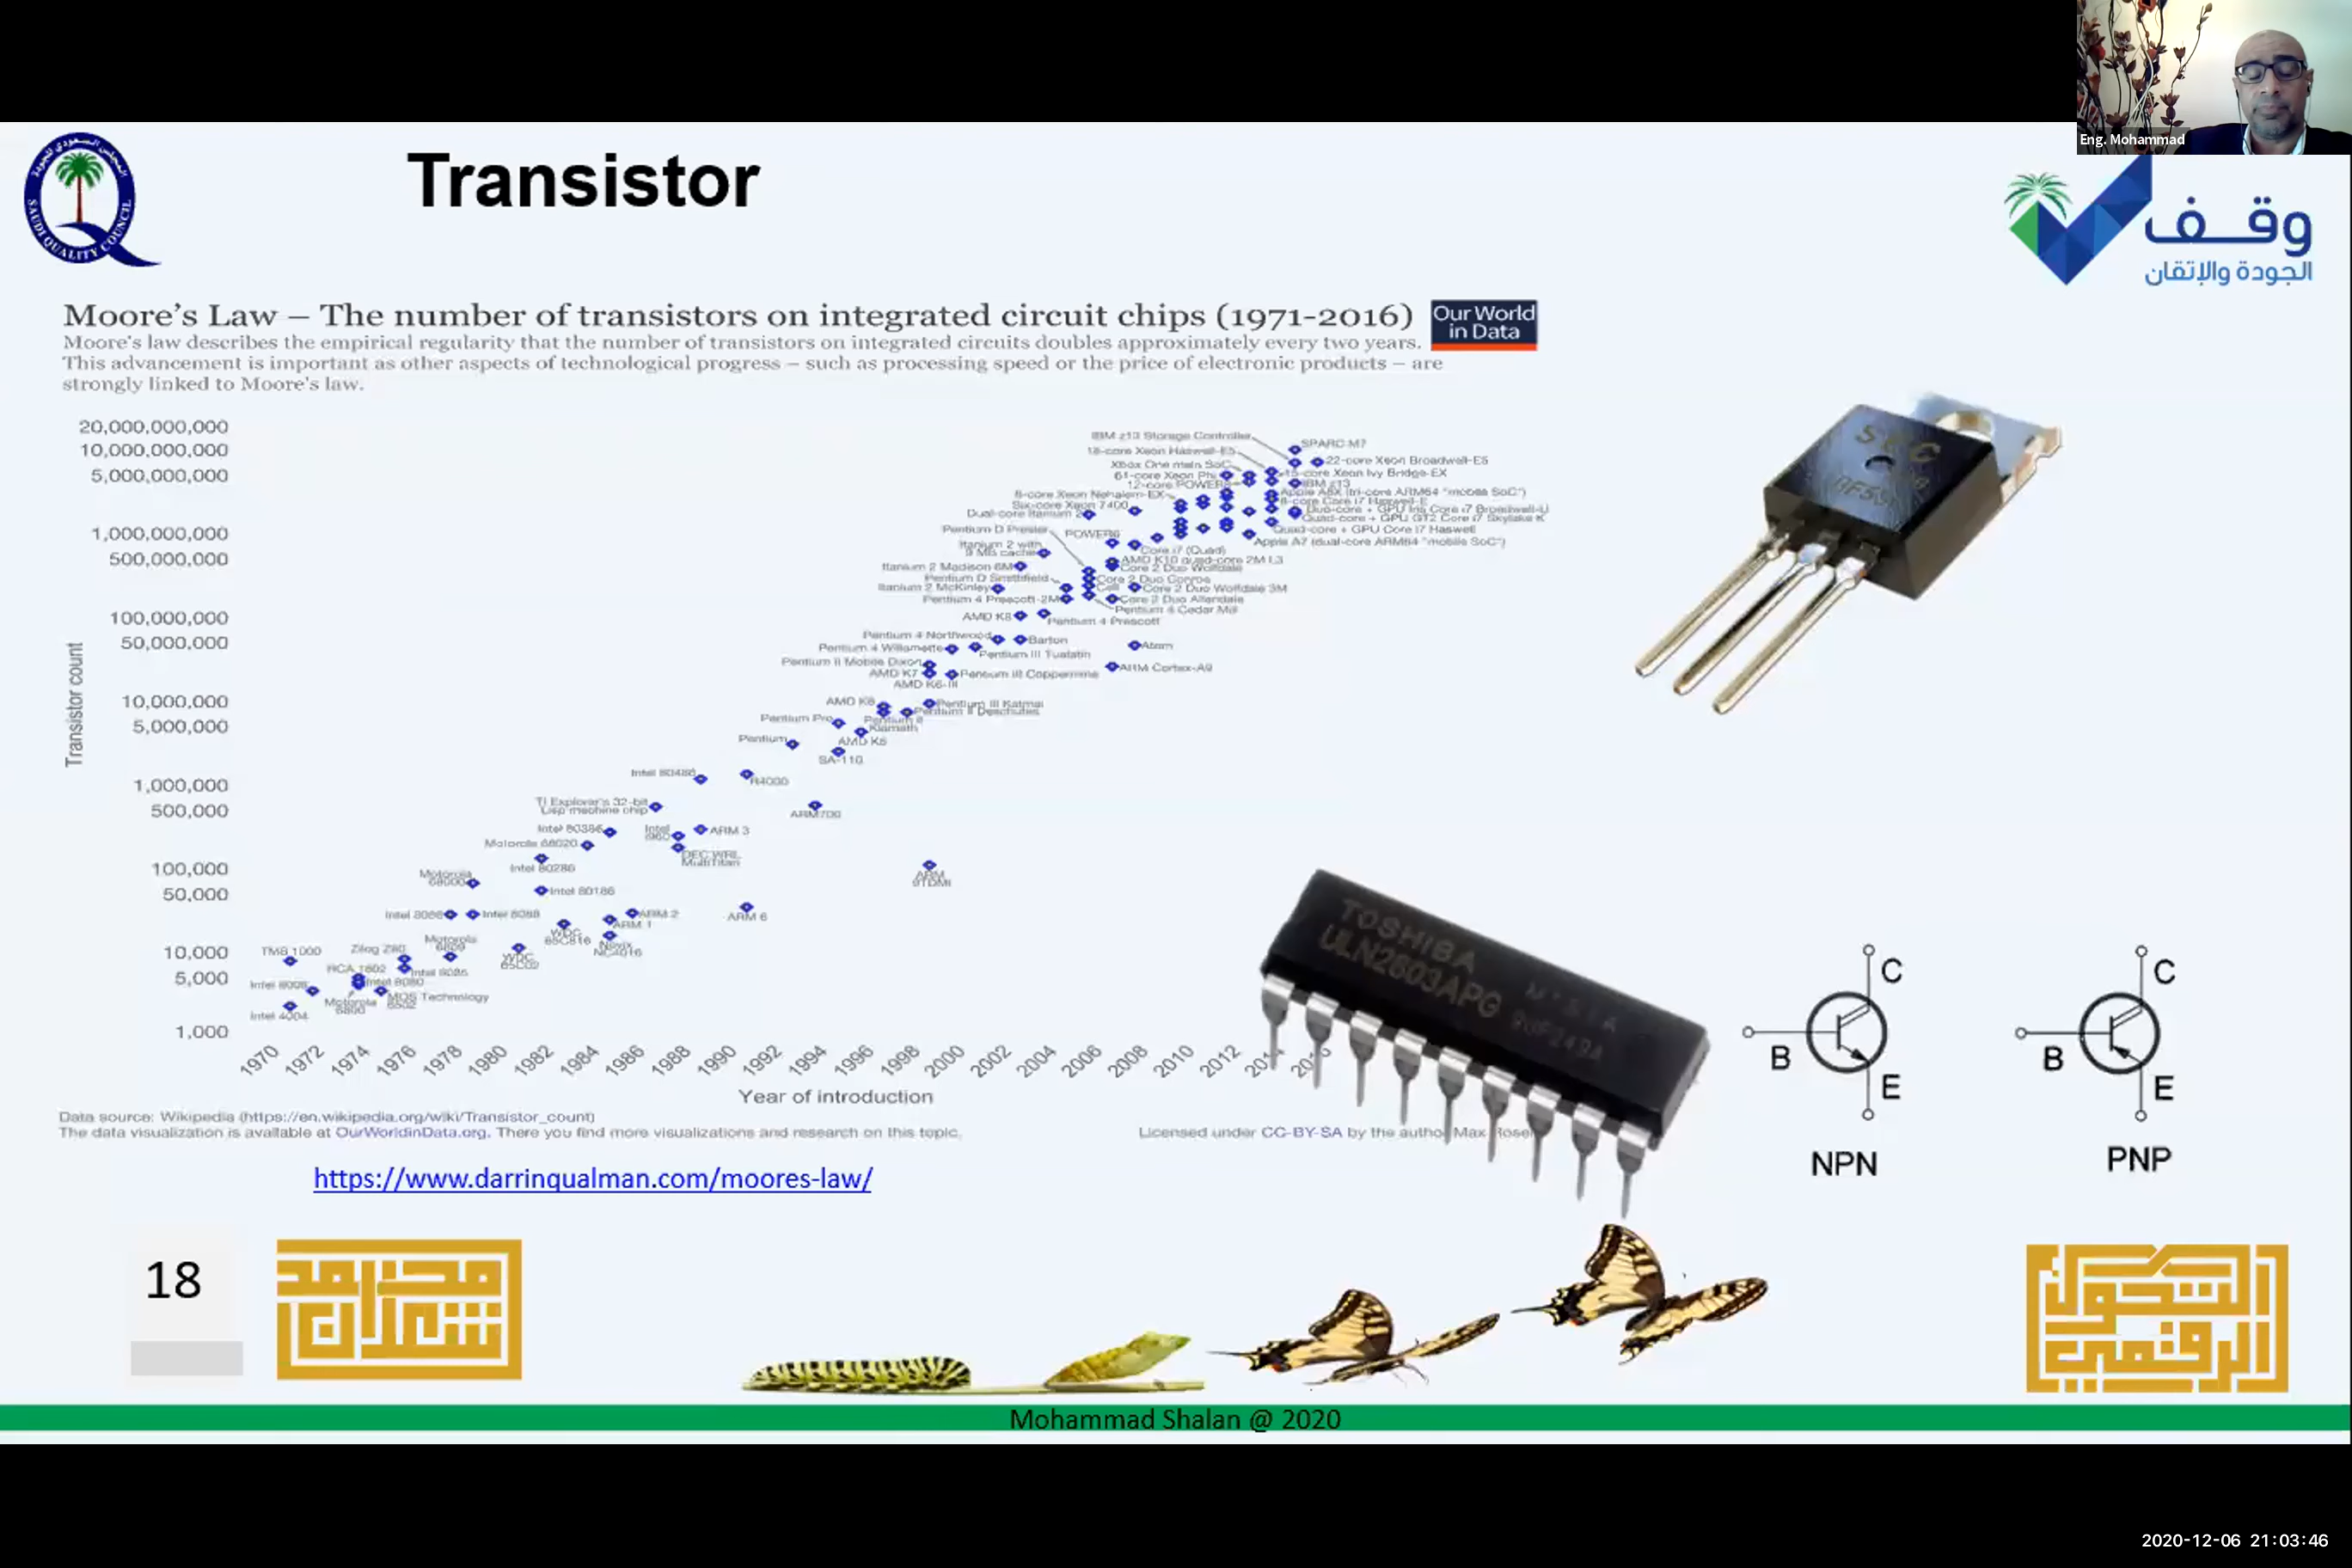 Eng. Mohammad
SAUDI QUALITY COUNCIL
المجلس السعودي للجودة
Transistor
وقف
الجودة والإتقان
Moore's Law – The number of transistors on integrated circuit chips (1971-2016)
Our World
in Data
Moore's law describes the empirical regularity that the number of transistors on integrated circuits doubles approximately every two years.
This advancement is important as other aspects of technological progress – such as processing speed or the price of electronic products – are
strongly linked to Moore's law.
Transistor count
20,000,000,000
10,000,000,000
5,000,000,000
1,000,000,000
500,000,000
100,000,000
50,000,000
10,000,000
5,000,000
1,000,000
500,000
100,000
50,000
10,000
5,000
1,000
IBM z13 Storage Controller
SPARC M7
18-core Xeon Haswell-E5
22-core Xeon Broadwell-E5
Xbox One main SoC
61-core Xeon Phi
15-core Xeon Ivy Bridge-EX
12-core POWER8
IBM z13
8-core Xeon Nehalem-EX
Apple A8X (tri-core ARM64 "mobile SoC")
Six-core Xeon 7400
8-core Core i7 Haswell-E
Dual-core Itanium 2
Duo-core + GPU Iris Core i7 Broadwell-U
Quad-core + GPU GT2 Core i7 Skylake K
Pentium D Presler
POWER6
Quad-core + GPU Core i7 Haswell
Apple A7 (dual-core ARM64 "mobile SoC")
Itanium 2 with
9 MB cache
Core i7 (Quad)
AMD K10 quad-core 2M L3
Core 2 Duo Wolfdale
Itanium 2 Madison 6M
Pentium D Smithfield
Core 2 Duo Conroe
Itanium 2 McKinley
Cell
Core 2 Duo Wolfdale 3M
Pentium 4 Prescott-2M
Core 2 Duo Allendale
Pentium 4 Cedar Mill
AMD K8
Pentium 4 Prescott
Pentium 4 Northwood
Barton
Atom
Pentium 4 Willamette
Pentium III Tualatin
Pentium II Mobile Dixon
ARM Cortex-A9
AMD K7
Pentium III Coppermine
AMD K6-III
AMD K6
Pentium III Katmai
Pentium II Deschutes
Pentium Pro
Pentium II
Klamath
Pentium
AMD K5
SA-110
Intel 80486
R4000
TI Explorer's 32-bit
Lisp machine chip
ARM700
Intel 80386
Intel
i960
ARM 3
Motorola 68020
DEC WRL
MultiTitan
Intel 80286
Motorola
68000
Intel 80186
ARM
9TDMI
Intel 8086
Intel 8088
ARM 2
ARM 1
ARM 6
WDC
65C816
Novix
NC4016
TMS 1000
Zilog Z80
Motorola
6809
WDC
65C02
RCA 1802
Intel 8085
Intel 8008
Intel 8080
Motorola
6800
MOS Technology
6502
Intel 4004
1970
1972
1974
1976
1978
1980
1982
1984
1986
1988
1990
1992
1994
1996
1998
2000
2002
2004
2006
2008
2010
2012
Year of introduction
Data source: Wikipedia (https://en.wikipedia.org/wiki/Transistor_count)
The data visualization is available at OurWorldinData.org. There you find more visualizations and research on this topic.
Licensed under CC-BY-SA by the author Max Roser
TOSHIBA
ULN2803APG
C
B
E
NPN
C
B
E
PNP
https://www.darrinqualman.com/moores-law/
18
محمد
شعلان
التحول
الرقمي
Mohammad Shalan @ 2020
2020-12-06 21:03:46